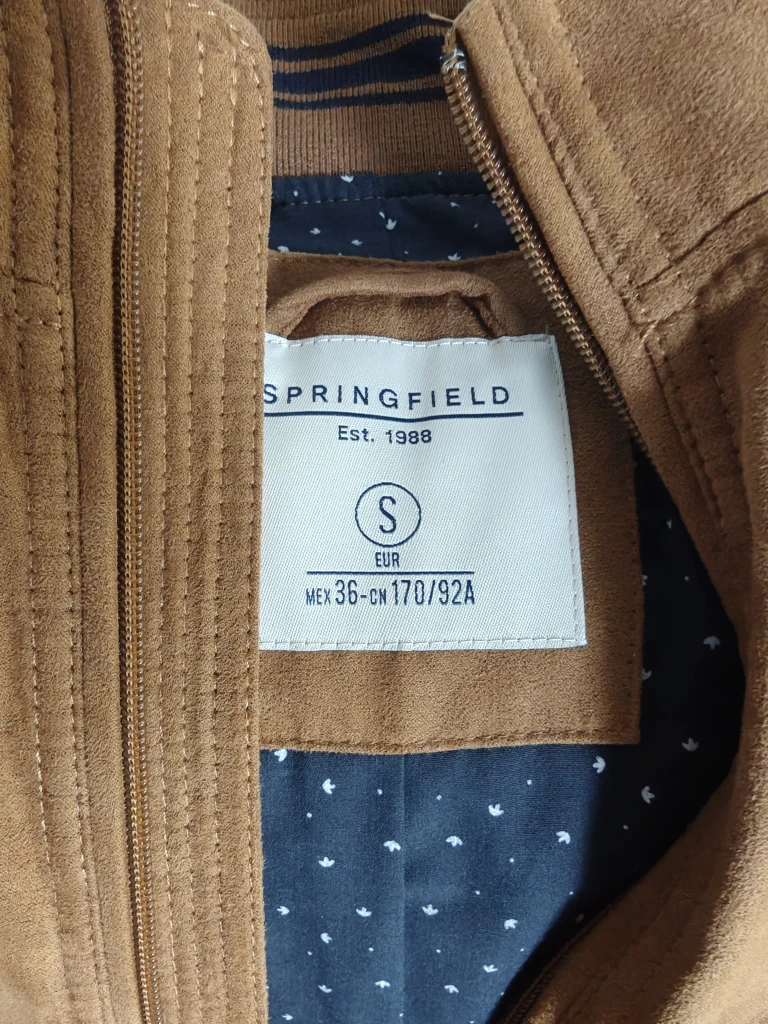 SPRINGFIELD
Est. 1988
S
EUR
MEX 36-CN 170/92A